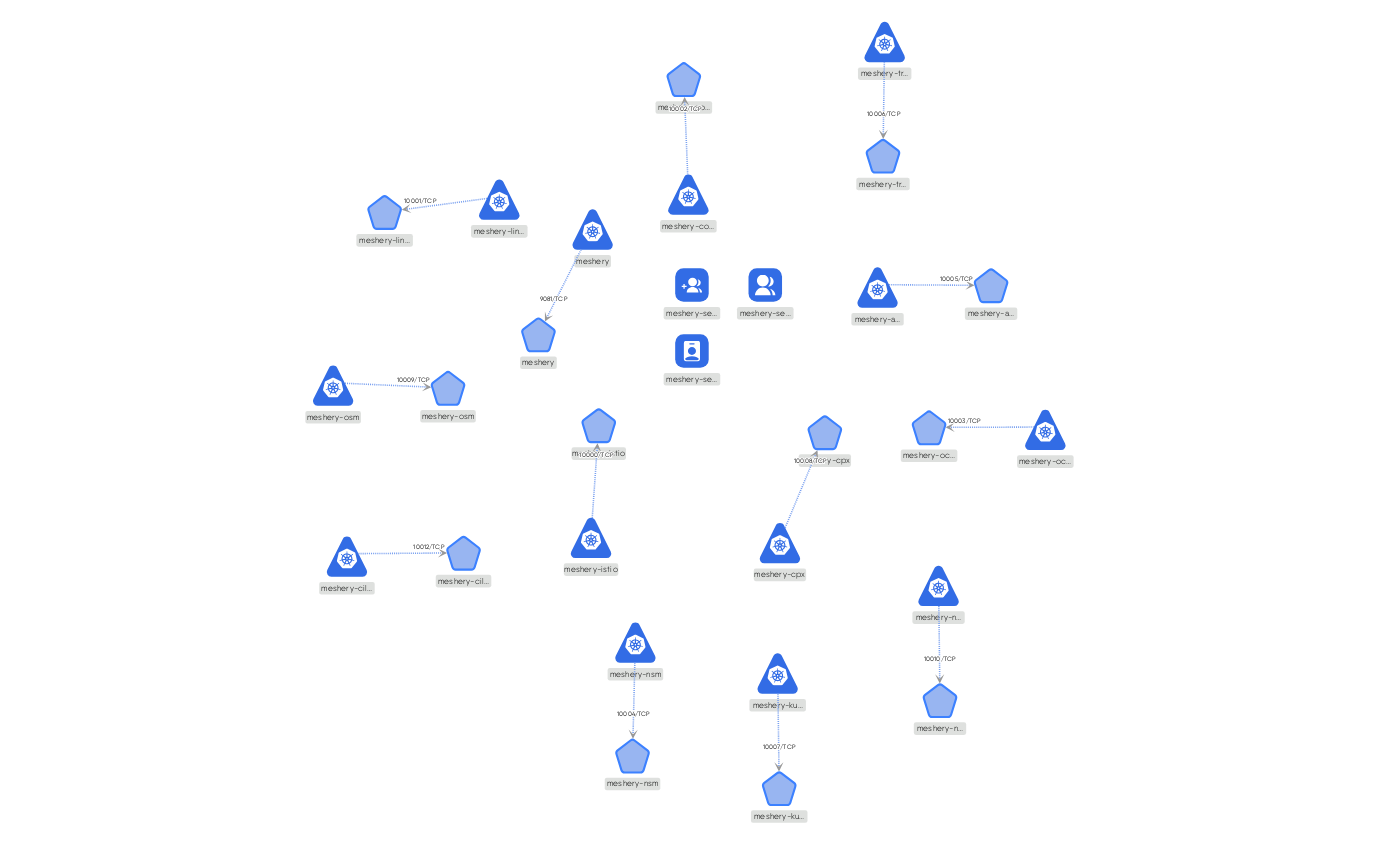 meshery-tr...
10006/TCP
meshery-tr...
10002/TCP
meshery-co...
10001/TCP
meshery-lin...
meshery-lin...
meshery
9081/TCP
meshery
meshery-se...
meshery-se...
meshery-se...
10005/TCP
meshery-a...
meshery-a...
10009/TCP
meshery-osm
meshery-osm
10000/TCP
meshery-istio
10008/TCP
meshery-cpx
10003/TCP
meshery-oc...
meshery-oc...
10012/TCP
meshery-cil...
meshery-cil...
meshery-n...
10010/TCP
meshery-n...
meshery-nsm
10004/TCP
meshery-nsm
meshery-ku...
10007/TCP
meshery-ku...